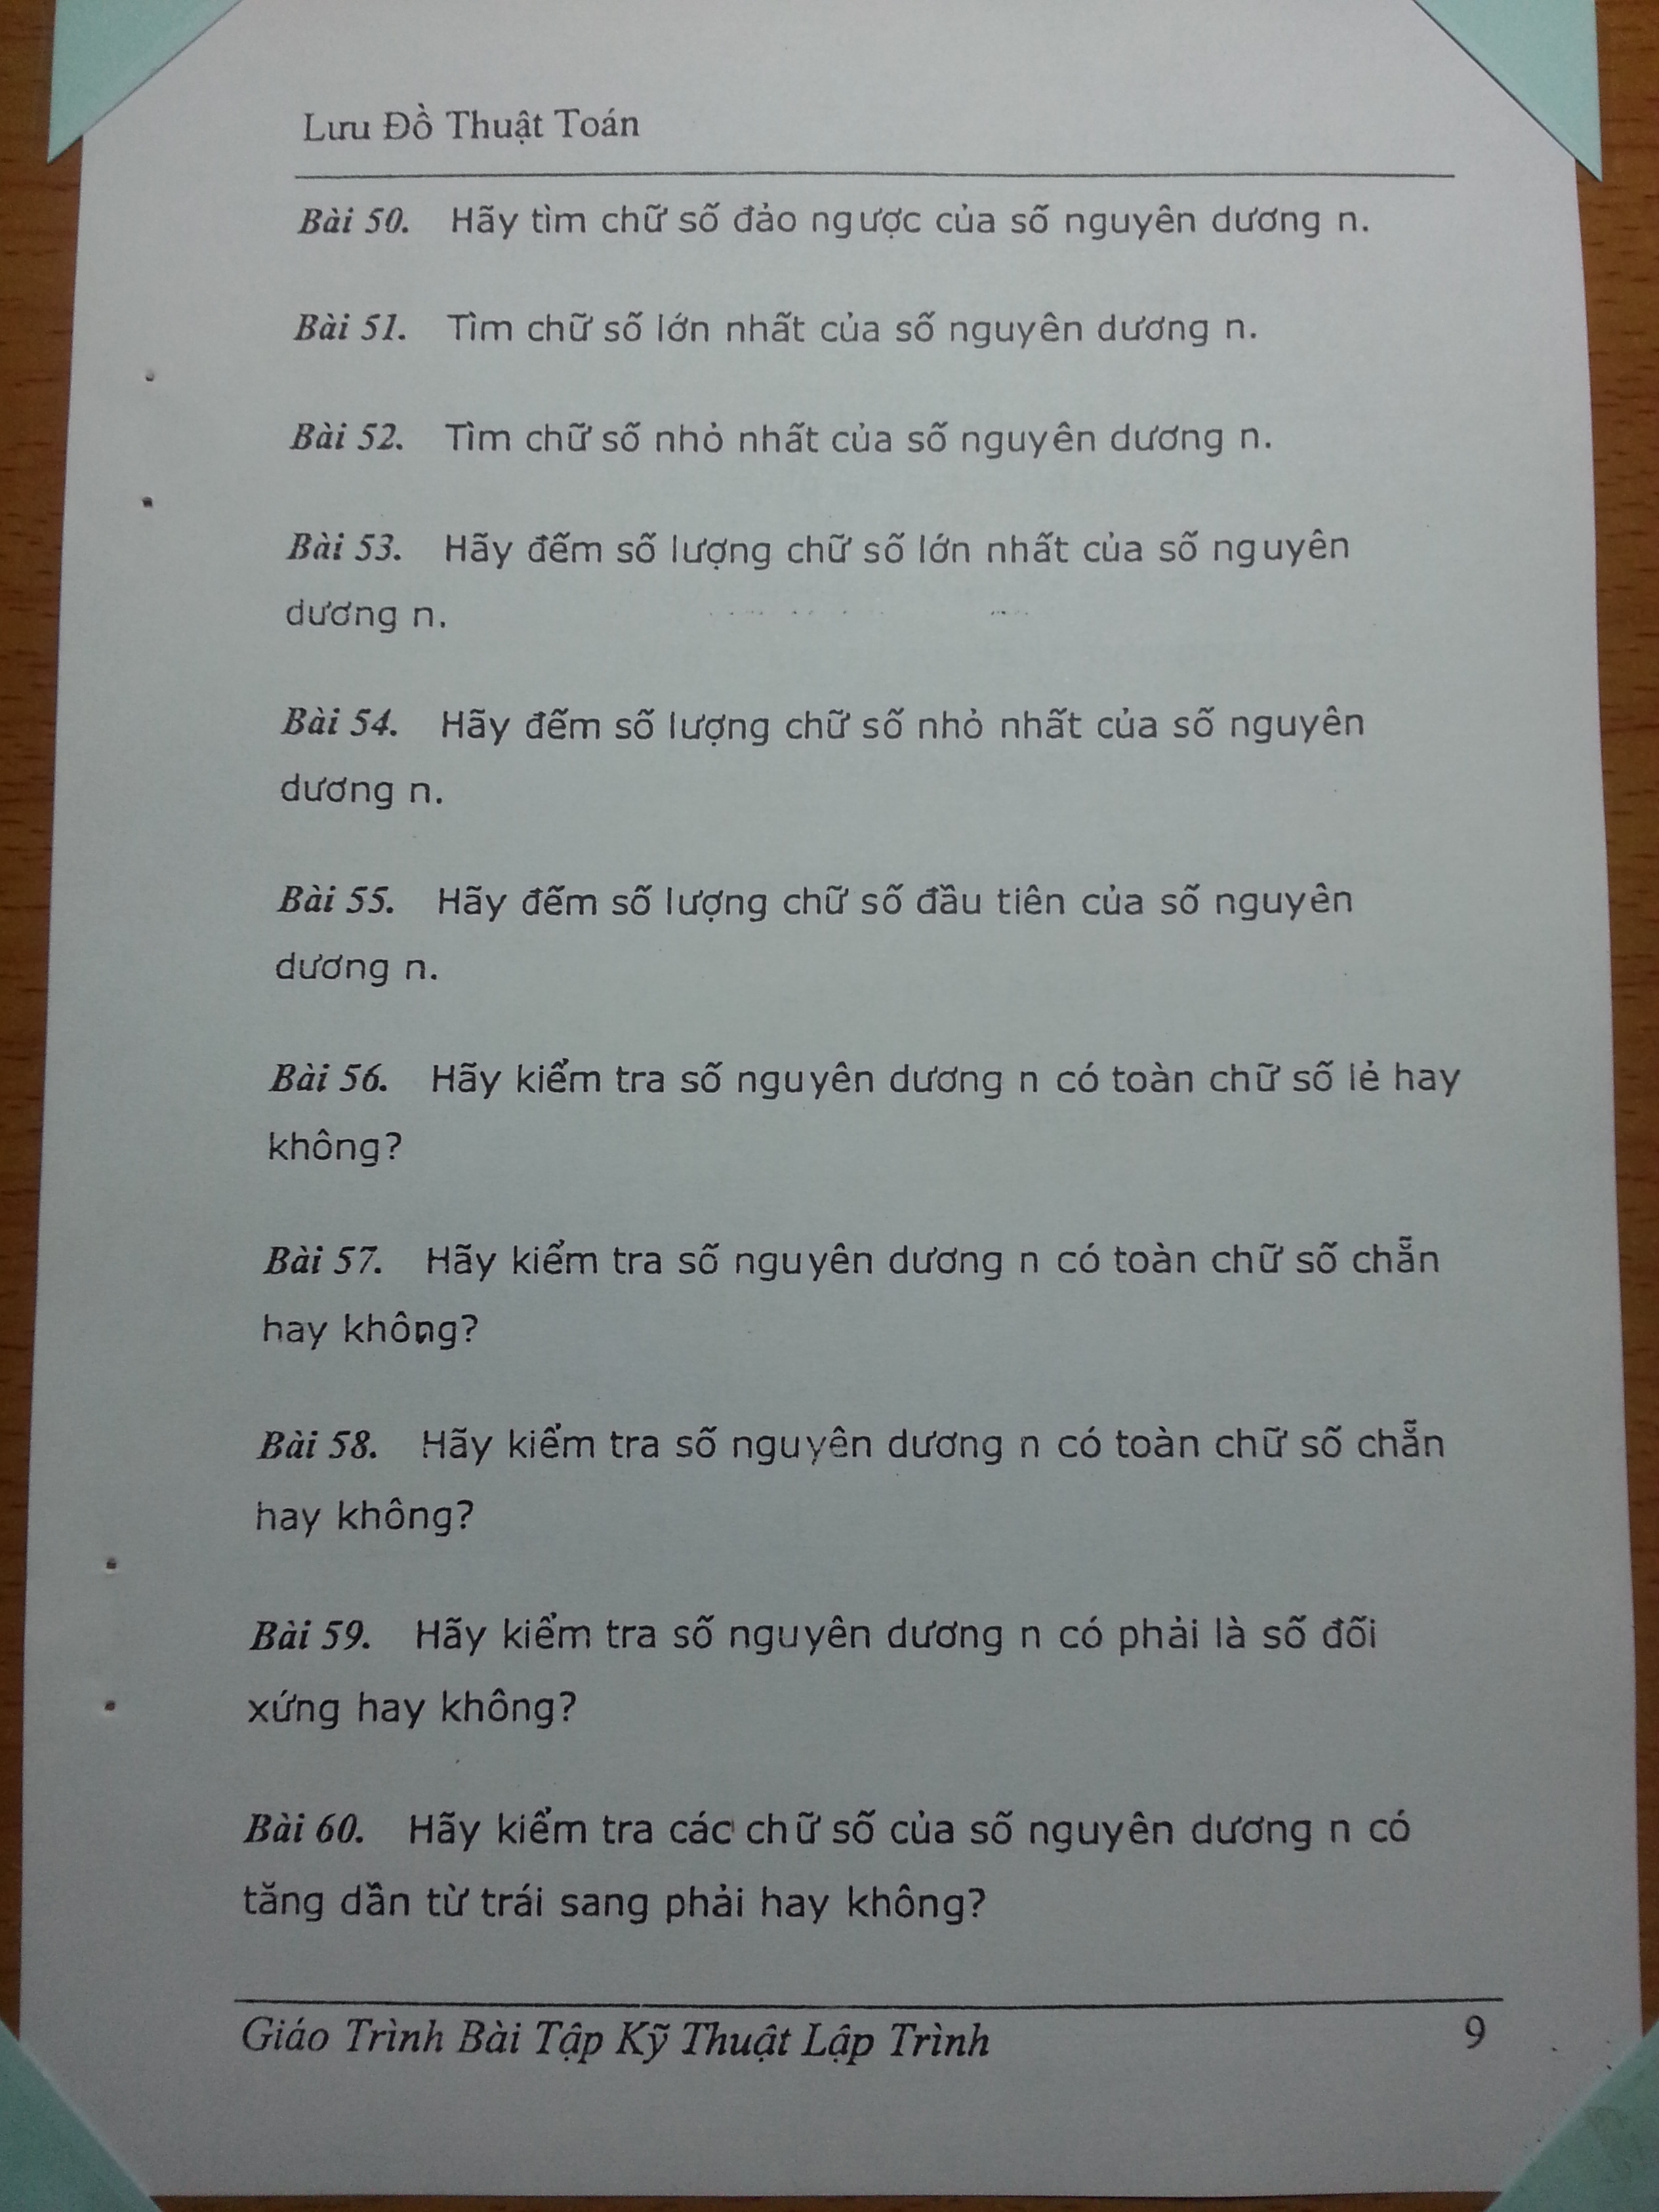 Lưu Đồ Thuật Toán
Bài 50. Hãy tìm chữ số đảo ngược của số nguyên dương n.
Bài 51. Tìm chữ số lớn nhất của số nguyên dương n.
Bài 52. Tìm chữ số nhỏ nhất của số nguyên dương n.
Bài 53. Hãy đếm số lượng chữ số lớn nhất của số nguyên
dương n.
Bài 54. Hãy đếm số lượng chữ số nhỏ nhất của số nguyên
dương n.
Bài 55. Hãy đếm số lượng chữ số đầu tiên của số nguyên
dương n.
Bài 56. Hãy kiểm tra số nguyên dương n có toàn chữ số lẻ hay
không?
Bài 57. Hãy kiểm tra số nguyên dương n có toàn chữ số chẵn
hay không?
Bài 58. Hãy kiểm tra số nguyên dương n có toàn chữ số chẵn
hay không?
Bài 59. Hãy kiểm tra số nguyên dương n có phải là số đối
xứng hay không?
Bài 60. Hãy kiểm tra các chữ số của số nguyên dương n có
tăng dần từ trái sang phải hay không?
Giáo Trình Bài Tập Kỹ Thuật Lập Trình 9